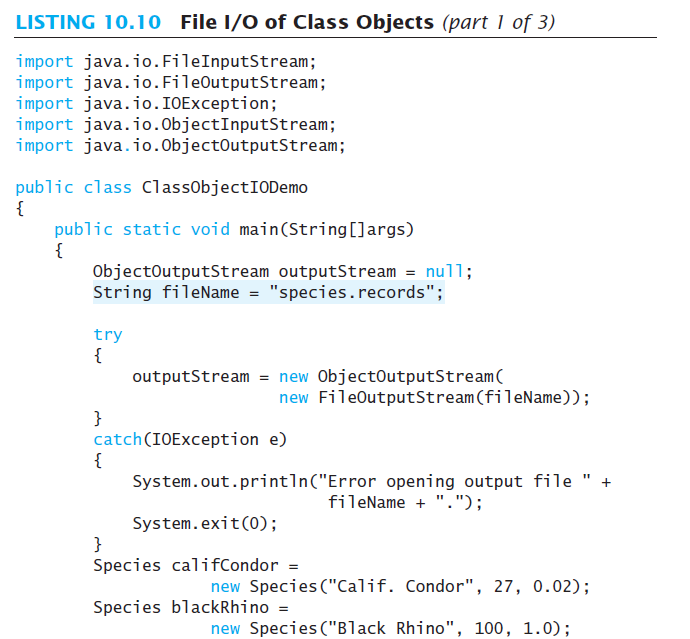 LISTING 10.10 File I/O of Class Objects (part 1 of 3)
import java.io.FileInputStream;
import java.io.FileOutputStream;
import java.io.IOException;
import java.io.ObjectInputStream;
import java.io.ObjectOutputStream;
public class ClassObjectIODemo
{
    public static void main(String[]args)
    {
        ObjectOutputStream outputStream = null;
        String fileName = "species.records";
        try
        {
            outputStream = new ObjectOutputStream(
                           new FileOutputStream(fileName));
        }
        catch(IOException e)
        {
            System.out.println("Error opening output file " +
                                fileName + ".");
            System.exit(0);
        }
        Species califCondor =
                    new Species("Calif. Condor", 27, 0.02);
        Species blackRhino =
                    new Species("Black Rhino", 100, 1.0);